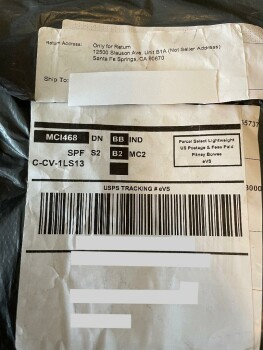 Return Address:
Only for Return
12500 Slauson Ave. Unit B1A (Not Seller Address)
Santa Fe Springs, CA 90670
Ship To:
MCI468 DN BB IND
SPF S2 B2 MC2
C-CV-1LS13
Parcel Select Lightweight
US Postage & Fees Paid
Pitney Bowes
eVS
USPS TRACKING # eVS